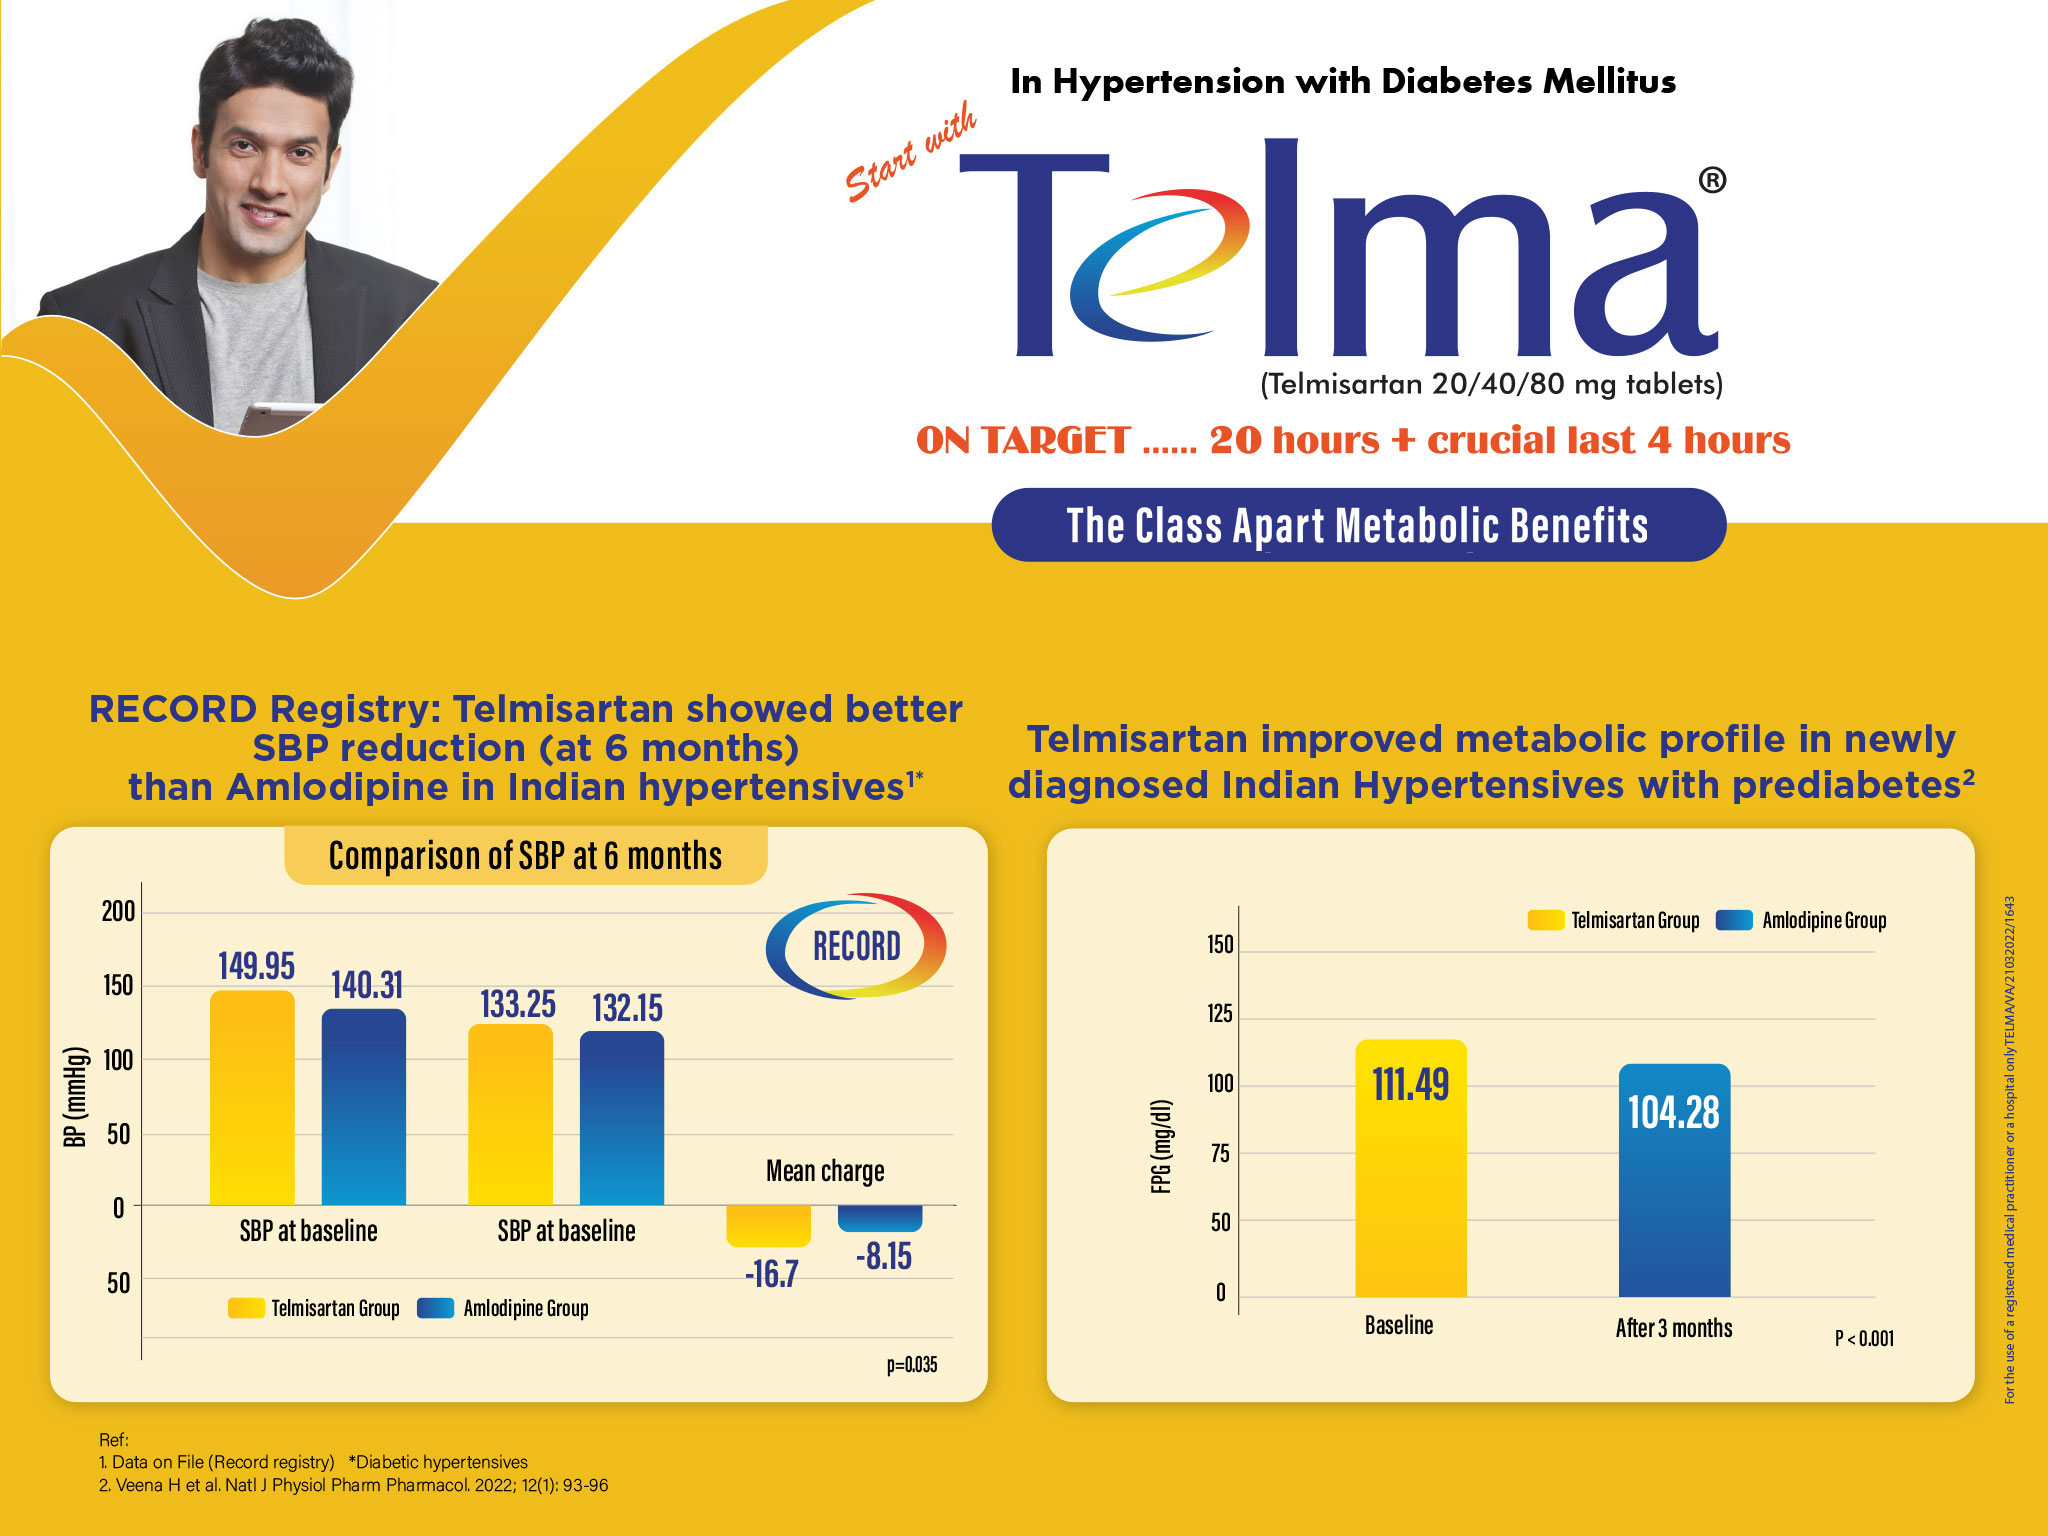 In Hypertension with Diabetes Mellitus
Start with
Telma®
(Telmisartan 20/40/80 mg tablets)
ON TARGET ...... 20 hours + crucial last 4 hours
The Class Apart Metabolic Benefits
RECORD Registry: Telmisartan showed better
SBP reduction (at 6 months)
than Amlodipine in Indian hypertensives1*
Comparison of SBP at 6 months
RECORD
BP (mmHg)
200
150
100
50
0
50
149.95
140.31
133.25
132.15
Mean charge
-16.7
-8.15
SBP at baseline
SBP at baseline
Telmisartan Group
Amlodipine Group
p=0.035
Telmisartan improved metabolic profile in newly
diagnosed Indian Hypertensives with prediabetes2
Telmisartan Group
Amlodipine Group
FPG (mg/dl)
150
125
100
75
50
0
111.49
104.28
Baseline
After 3 months
P < 0.001
For the use of a registered medical practitioner or a hospital only TELMA/VA/21032022/1643
Ref:
1. Data on File (Record registry) *Diabetic hypertensives
2. Veena H et al. Natl J Physiol Pharm Pharmacol. 2022; 12(1): 93-96